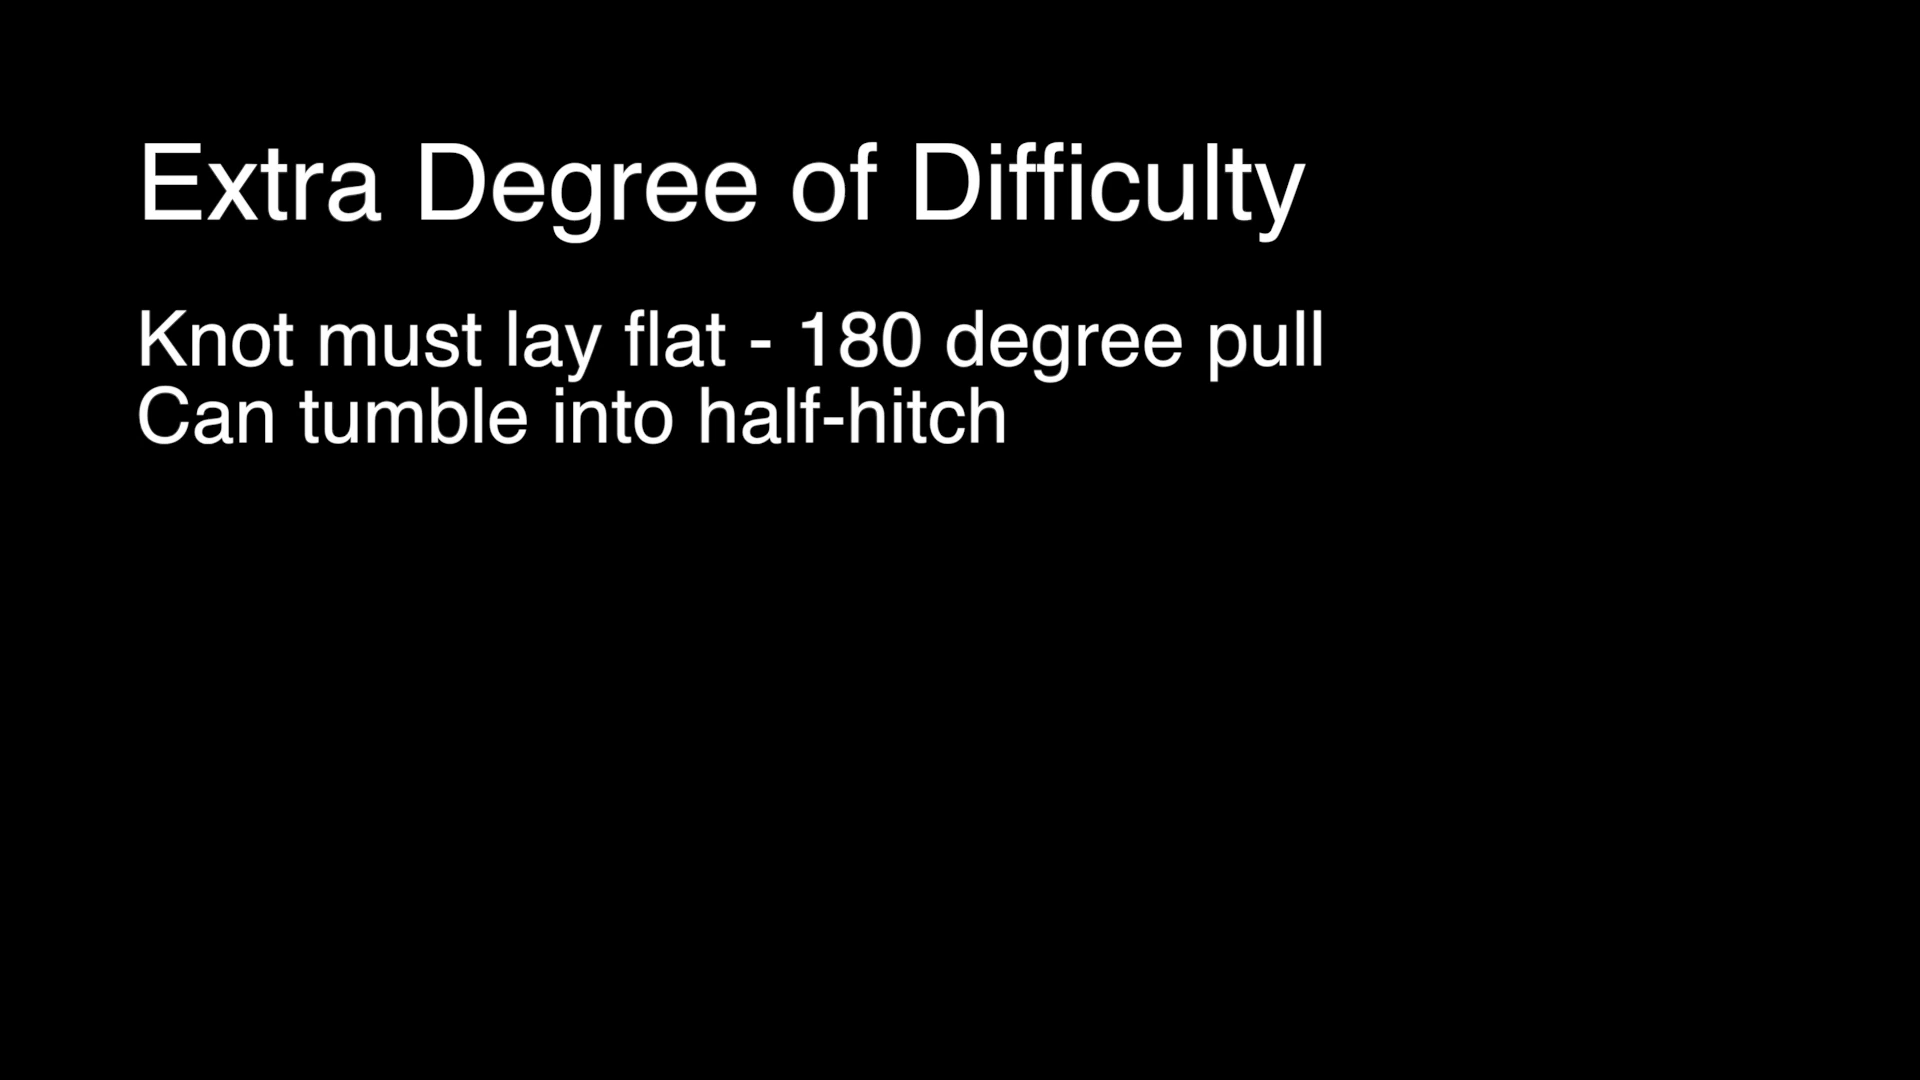 Extra Degree of Difficulty
Knot must lay flat - 180 degree pull
Can tumble into half-hitch